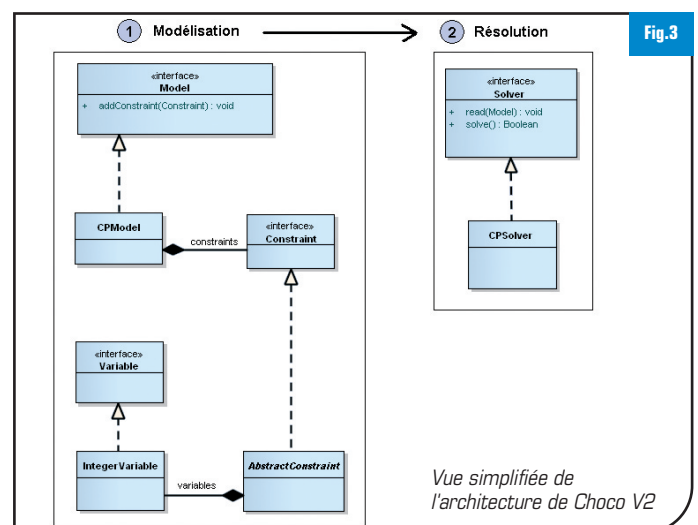 1 Modélisation
2 Résolution
Fig.3
«interface»
Model
+ addConstraint(Constraint) : void
«interface»
Solver
+ read(Model) : void
+ solve() : Boolean
CPModel
constraints
«interface»
Constraint
CPSolver
«interface»
Variable
IntegerVariable
variables
AbstractConstraint
Vue simplifiée de
l'architecture de Choco V2